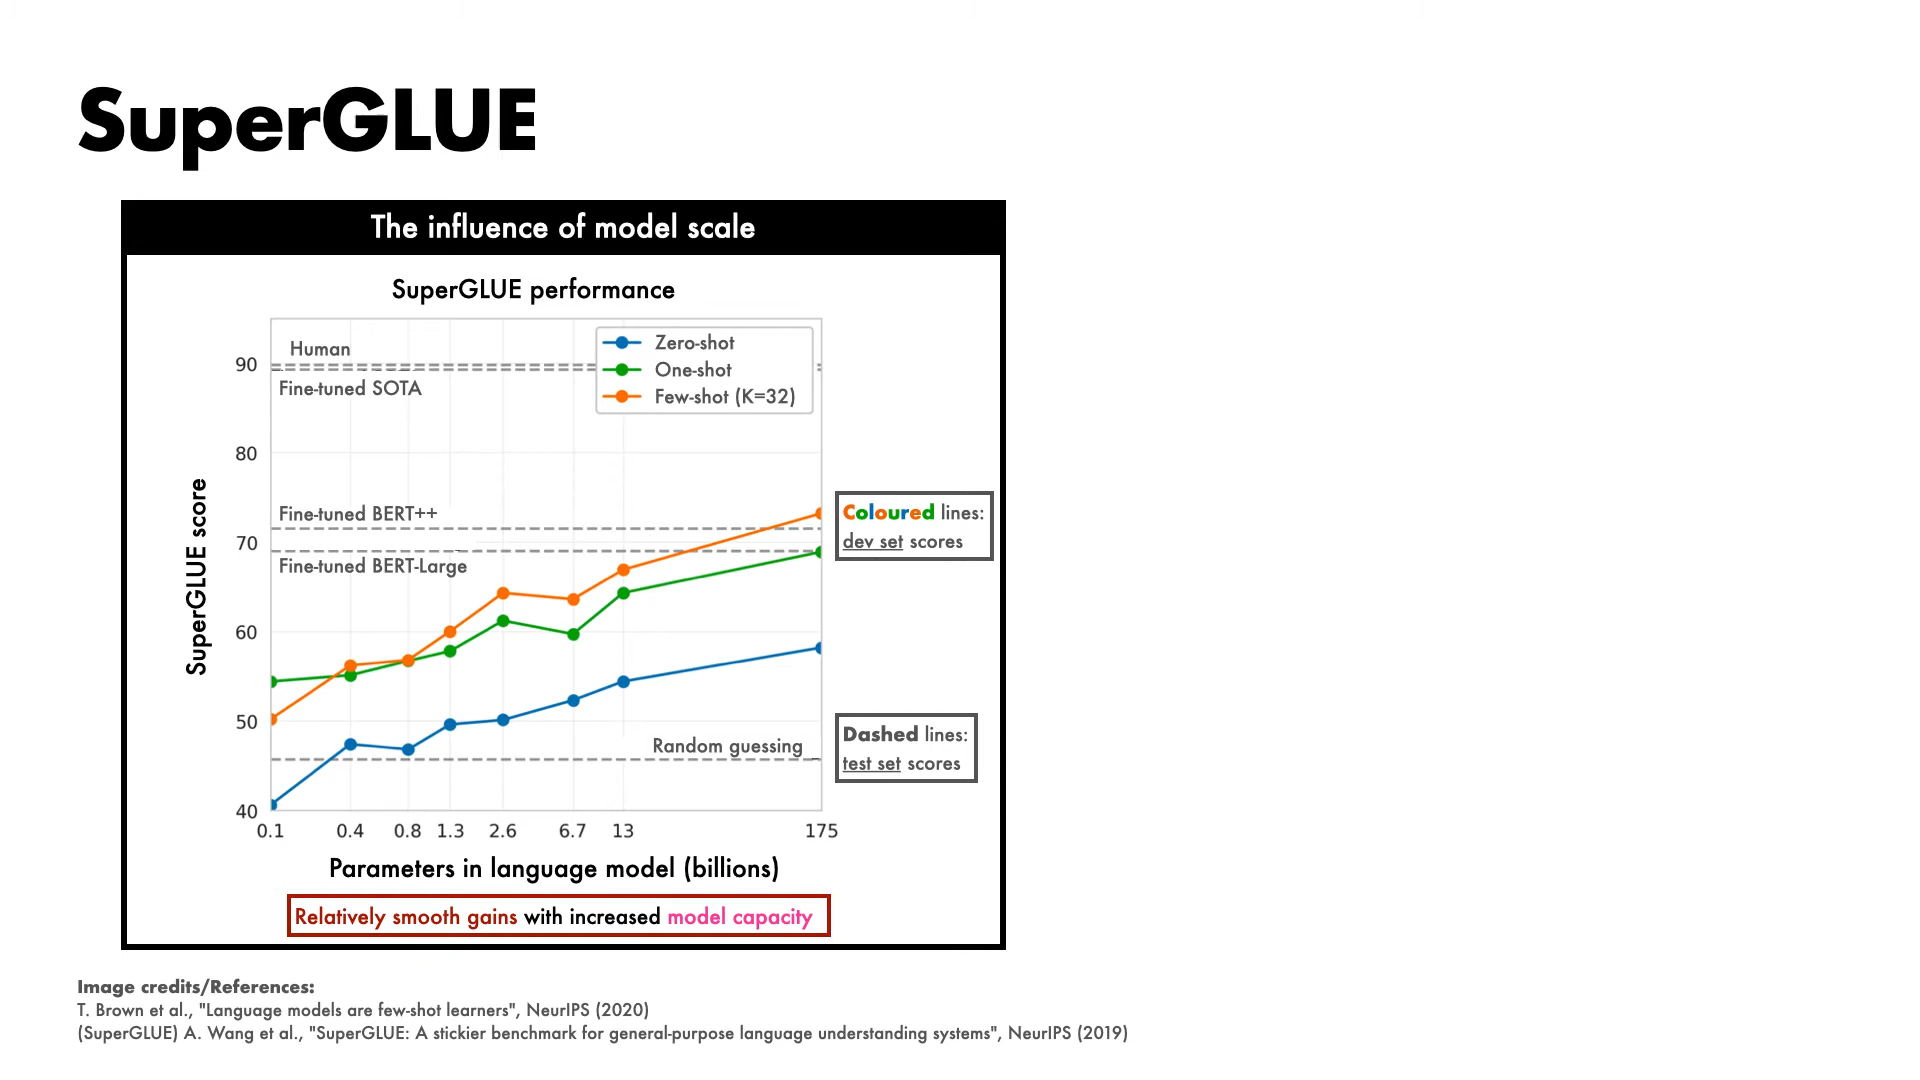 SuperGLUE
The influence of model scale
SuperGLUE performance
Human
Fine-tuned SOTA
Zero-shot
One-shot
Few-shot (K=32)
90
80
70
60
50
40
SuperGLUE score
Fine-tuned BERT++
Fine-tuned BERT-Large
Random guessing
Coloured lines:
dev set scores
Dashed lines:
test set scores
0.1 0.4 0.8 1.3 2.6 6.7 13 175
Parameters in language model (billions)
Relatively smooth gains with increased model capacity
Image credits/References:
T. Brown et al., "Language models are few-shot learners", NeurIPS (2020)
(SuperGLUE) A. Wang et al., "SuperGLUE: A stickier benchmark for general-purpose language understanding systems", NeurIPS (2019)